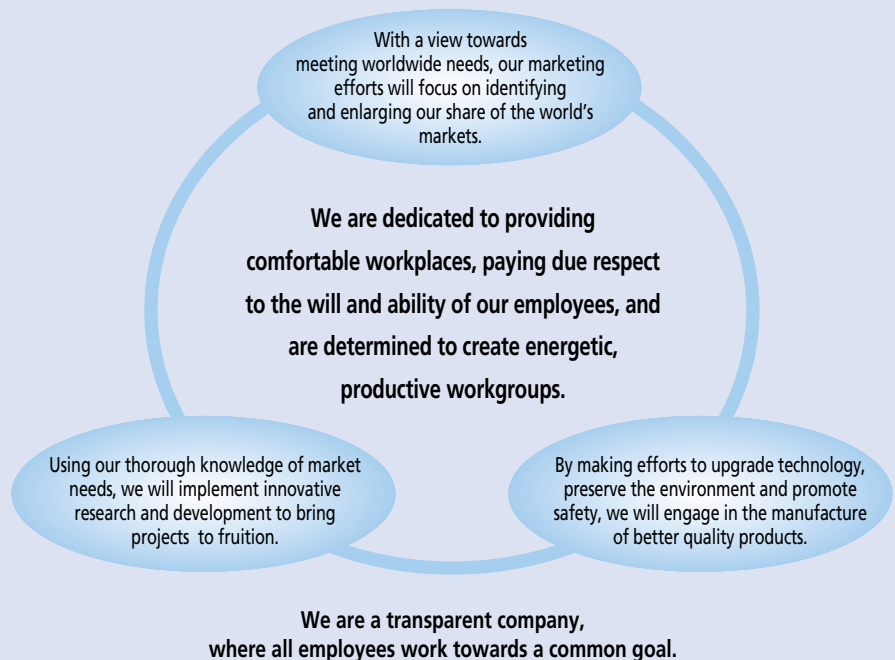 With a view towards
meeting worldwide needs, our marketing
efforts will focus on identifying
and enlarging our share of the world's
markets.
We are dedicated to providing
comfortable workplaces, paying due respect
to the will and ability of our employees, and
are determined to create energetic,
productive workgroups.
Using our thorough knowledge of market
needs, we will implement innovative
research and development to bring
projects to fruition.
By making efforts to upgrade technology,
preserve the environment and promote
safety, we will engage in the manufacture
of better quality products.
We are a transparent company,
where all employees work towards a common goal.